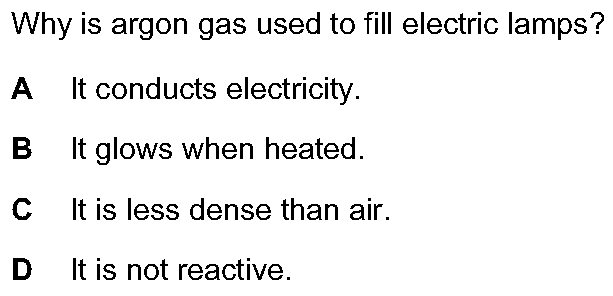 Why is argon gas used to fill electric lamps?
A It conducts electricity.
B It glows when heated.
C It is less dense than air.
D It is not reactive.